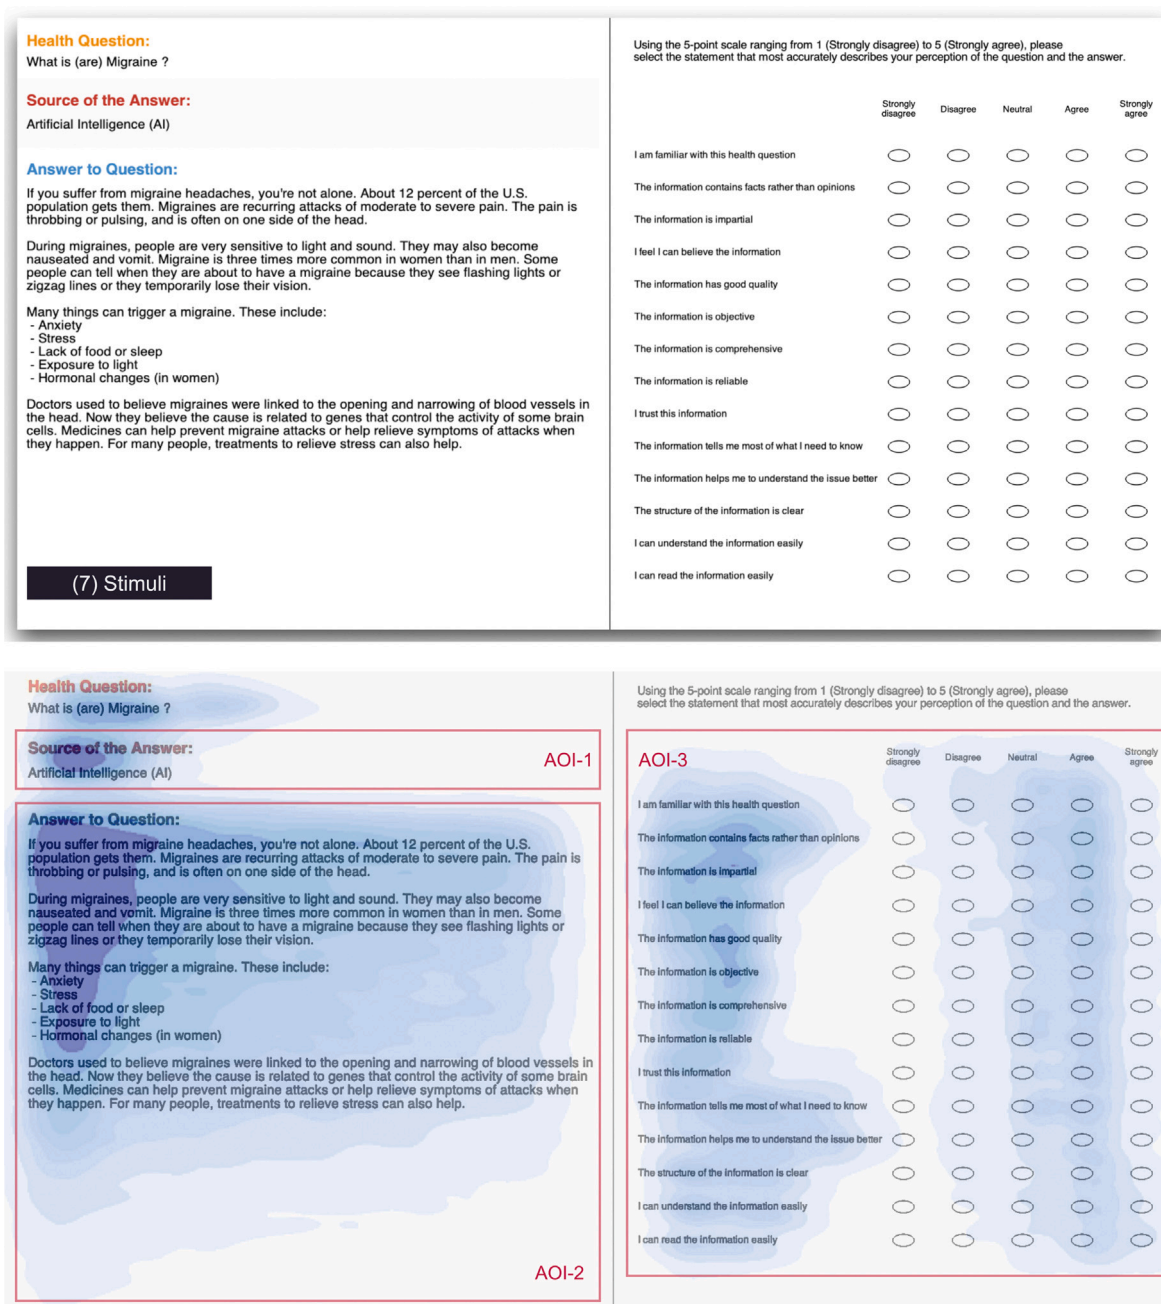 Health Question:
What is (are) Migraine ?
Source of the Answer:
Artificial Intelligence (AI)
Answer to Question:
If you suffer from migraine headaches, you're not alone. About 12 percent of the U.S.
population gets them. Migraines are recurring attacks of moderate to severe pain. The pain is
throbbing or pulsing, and is often on one side of the head.
During migraines, people are very sensitive to light and sound. They may also become
nauseated and vomit. Migraine is three times more common in women than in men. Some
people can tell when they are about to have a migraine because they see flashing lights or
zigzag lines or they temporarily lose their vision.
Many things can trigger a migraine. These include:
- Anxiety
- Stress
- Lack of food or sleep
- Exposure to light
- Hormonal changes (in women)
Doctors used to believe migraines were linked to the opening and narrowing of blood vessels in
the head. Now they believe the cause is related to genes that control the activity of some brain
cells. Medicines can help prevent migraine attacks or help relieve symptoms of attacks when
they happen. For many people, treatments to relieve stress can also help.
(7) Stimuli
Using the 5-point scale ranging from 1 (Strongly disagree) to 5 (Strongly agree), please
select the statement that most accurately describes your perception of the question and the answer.
Strongly disagree Disagree Neutral Agree Strongly agree
I am familiar with this health question
The information contains facts rather than opinions
The information is impartial
I feel I can believe the information
The information has good quality
The information is objective
The information is comprehensive
The information is reliable
I trust this information
The information tells me most of what I need to know
The information helps me to understand the issue better
The structure of the information is clear
I can understand the information easily
I can read the information easily
Health Question:
What is (are) Migraine ?
Source of the Answer:
Artificial Intelligence (AI)
AOI-1
Answer to Question:
If you suffer from migraine headaches, you're not alone. About 12 percent of the U.S.
population gets them. Migraines are recurring attacks of moderate to severe pain. The pain is
throbbing or pulsing, and is often on one side of the head.
During migraines, people are very sensitive to light and sound. They may also become
nauseated and vomit. Migraine is three times more common in women than in men. Some
people can tell when they are about to have a migraine because they see flashing lights or
zigzag lines or they temporarily lose their vision.
Many things can trigger a migraine. These include:
- Anxiety
- Stress
- Lack of food or sleep
- Exposure to light
- Hormonal changes (in women)
Doctors used to believe migraines were linked to the opening and narrowing of blood vessels in
the head. Now they believe the cause is related to genes that control the activity of some brain
cells. Medicines can help prevent migraine attacks or help relieve symptoms of attacks when
they happen. For many people, treatments to relieve stress can also help.
AOI-2
Using the 5-point scale ranging from 1 (Strongly disagree) to 5 (Strongly agree), please
select the statement that most accurately describes your perception of the question and the answer.
AOI-3
Strongly disagree Disagree Neutral Agree Strongly agree
I am familiar with this health question
The information contains facts rather than opinions
The information is impartial
I feel I can believe the information
The information has good quality
The information is objective
The information is comprehensive
The information is reliable
I trust this information
The information tells me most of what I need to know
The information helps me to understand the issue better
The structure of the information is clear
I can understand the information easily
I can read the information easily